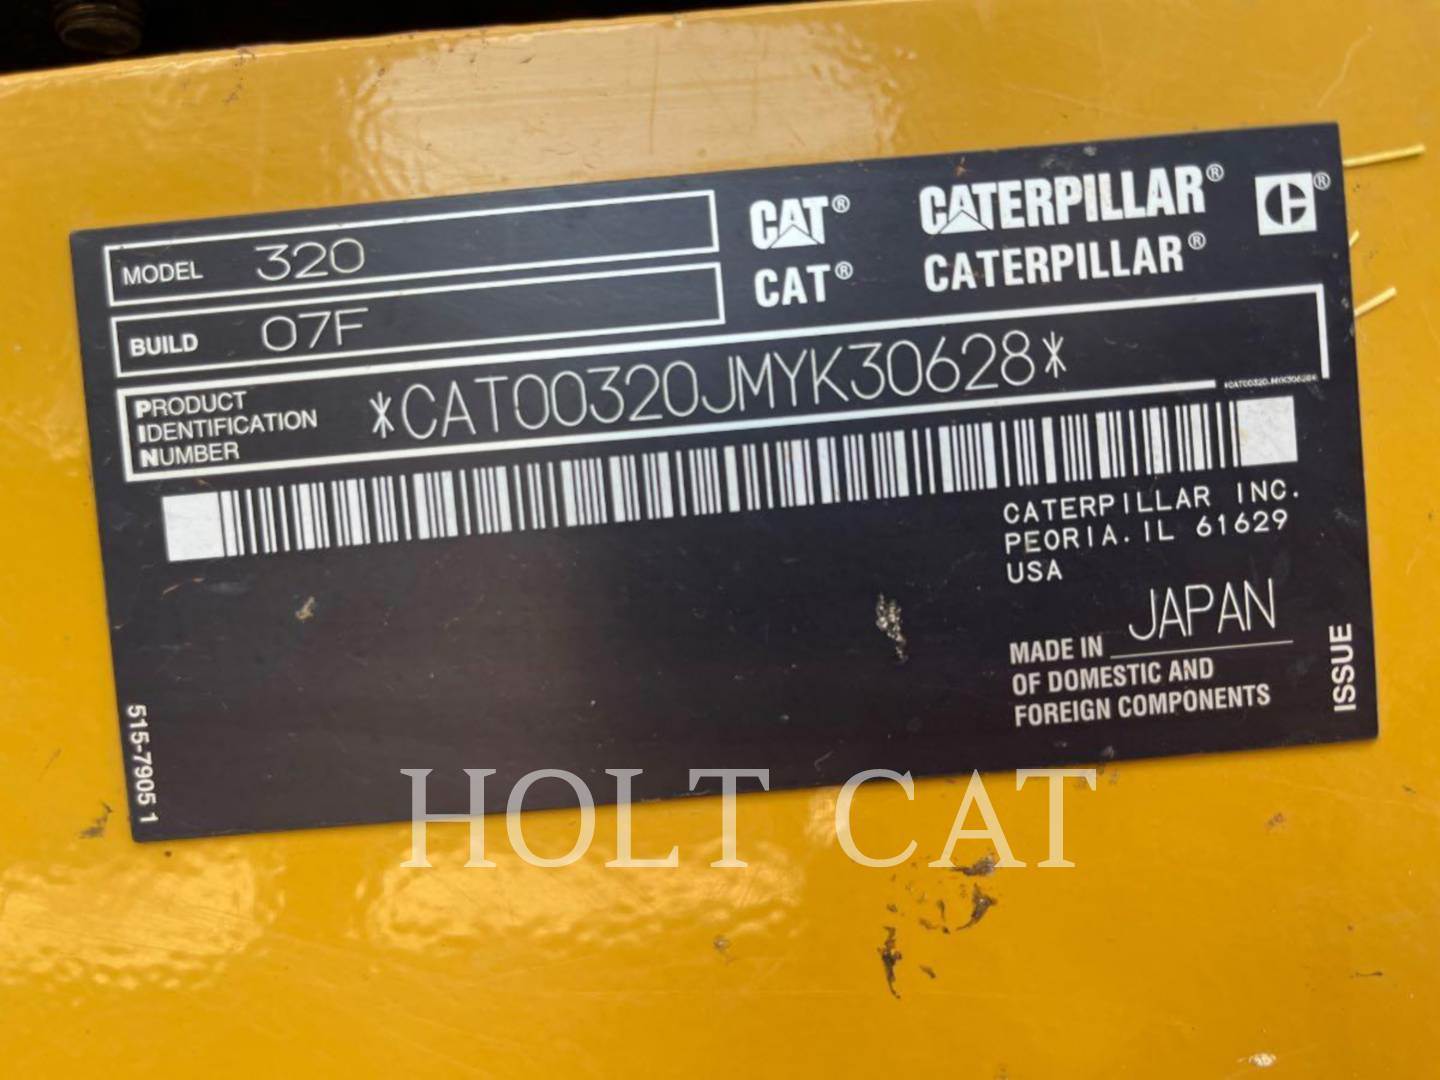 MODEL 320
BUILD 07F
PRODUCT
IDENTIFICATION
NUMBER
*CAT00320JMYK30628*
CAT® CATERPILLAR® C®
CAT® CATERPILLAR®
*CAT00320JMYK30628*
CATERPILLAR INC.
PEORIA. IL 61629
USA
MADE IN JAPAN
OF DOMESTIC AND
FOREIGN COMPONENTS
ISSUE
515-7905 1
HOLT CAT